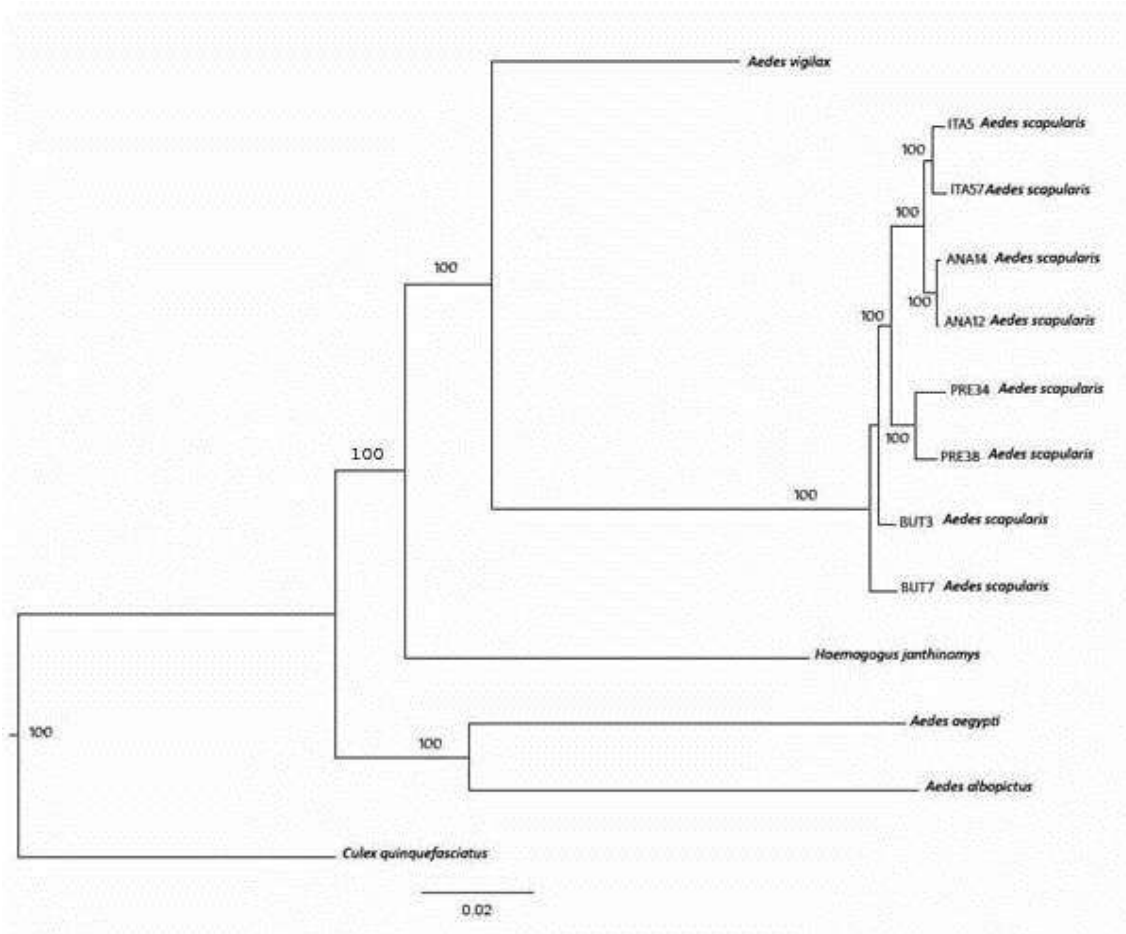 Aedes vigilax
ITA5 Aedes scapularis
100
ITA57 Aedes scapularis
100
ANA14 Aedes scapularis
100
100
ANA12 Aedes scapularis
100
PRE34 Aedes scapularis
100
PRE38 Aedes scapularis
100
100
BUT3 Aedes scapularis
BUT7 Aedes scapularis
Haemagogus janthinomys
Aedes aegypti
100
100
Aedes albopictus
Culex quinquefasciatus
0.02